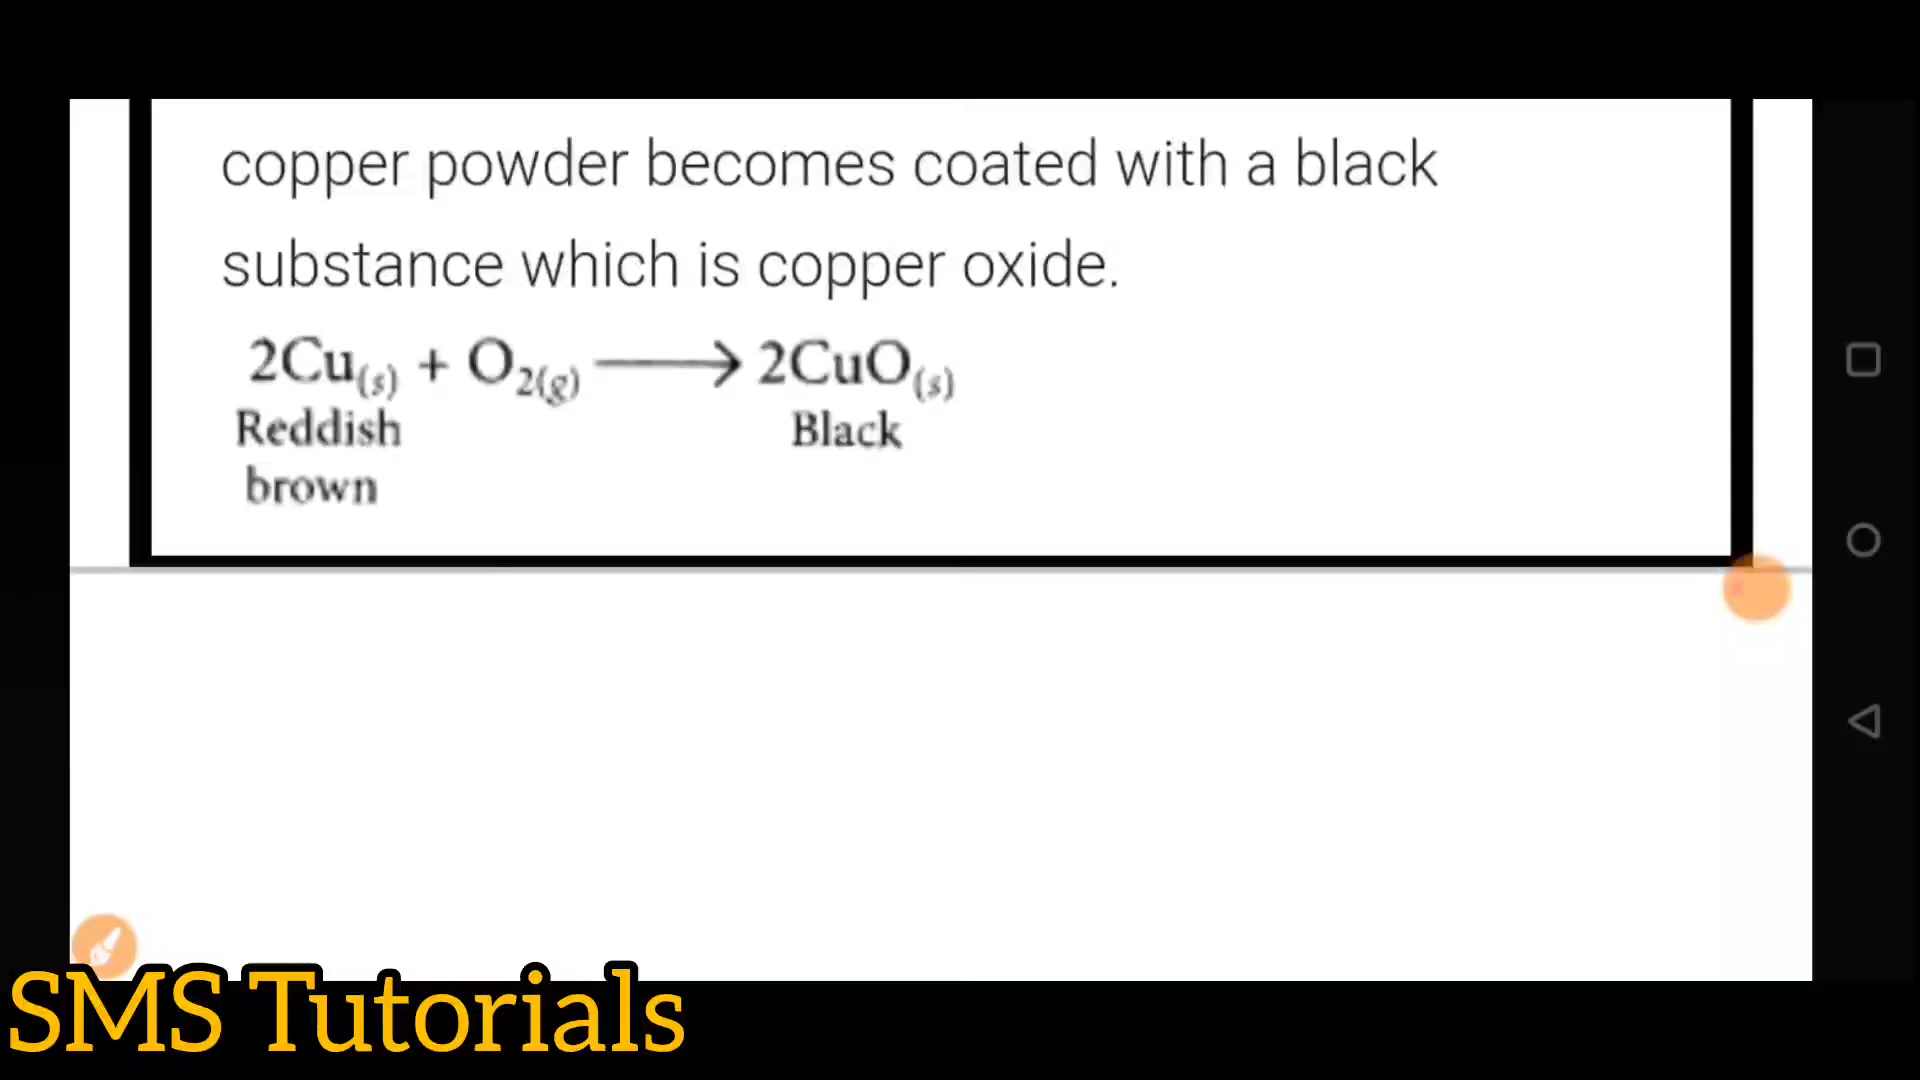 copper powder becomes coated with a black
substance which is copper oxide.
2Cu(s) + O2(g) ⟶ 2CuO(s)
Reddish Black
brown
SMS Tutorials